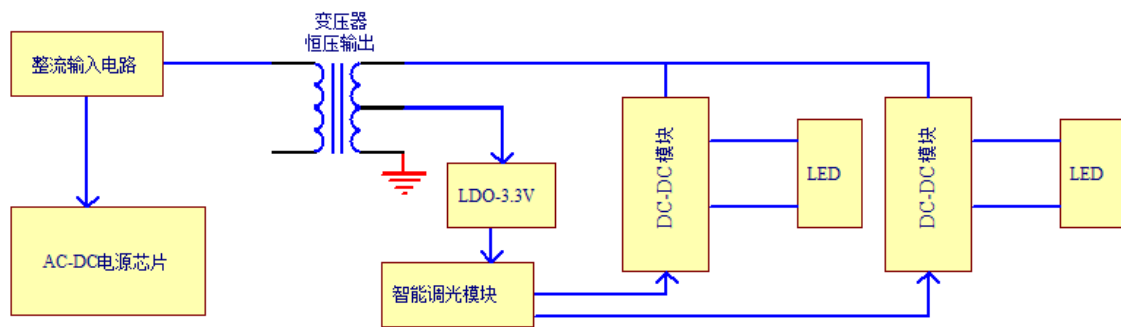 变压器
恒压输出
整流输入电路
AC-DC电源芯片
LDO-3.3V
智能调光模块
DC-DC模块
LED
DC-DC模块
LED